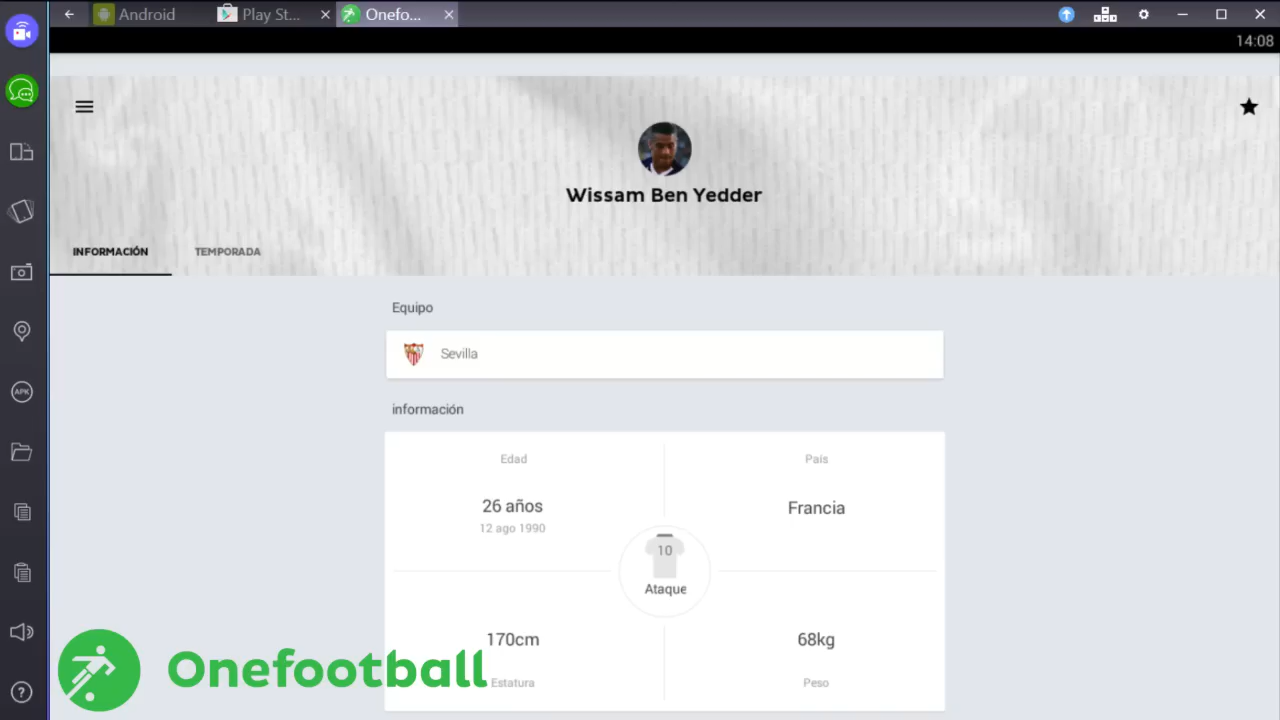 Android
Play St...
Onefo...
14:08
Wissam Ben Yedder
INFORMACIÓN
TEMPORADA
Equipo
Sevilla
información
Edad
País
26 años
Francia
12 ago 1990
10
Ataque
170cm
68kg
Estatura
Peso
Onefootball
APK
?